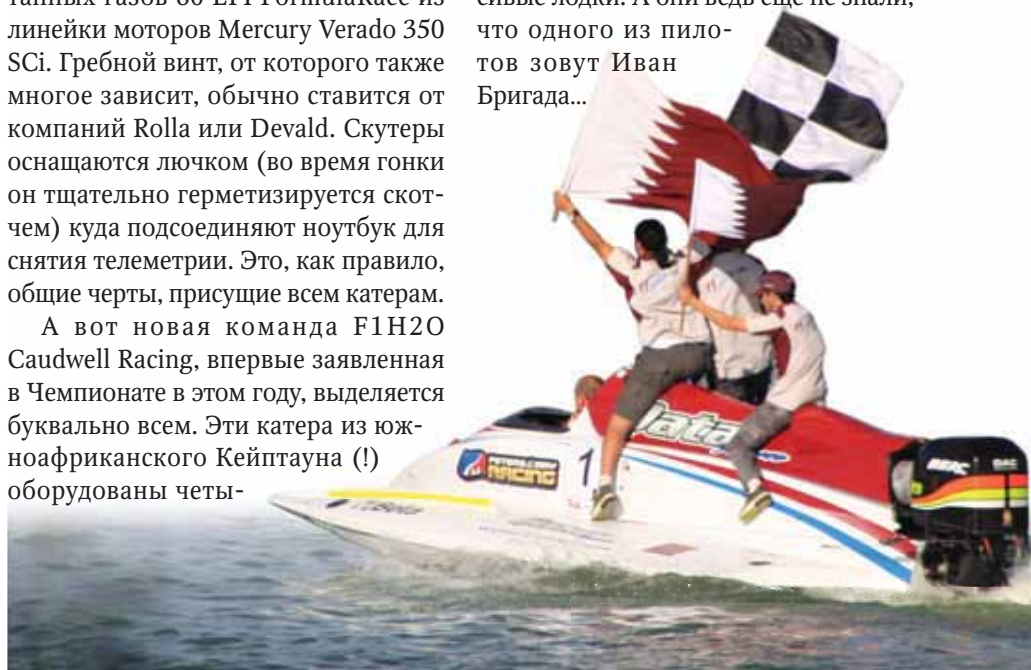 линейки моторов Mercury Verado 350
SCi. Гребной винт, от которого также
многое зависит, обычно ставится от
компаний Rolla или Devald. Скутеры
оснащаются лючком (во время гонки
он тщательно герметизируется скот-
чем) куда подсоединяют ноутбук для
снятия телеметрии. Это, как правило,
общие черты, присущие всем катерам.
А вот новая команда F1H2O
Caudwell Racing, впервые заявленная
в Чемпионате в этом году, выделяется
буквально всем. Эти катера из юж-
ноафриканского Кейптауна (!)
оборудованы четы-
что одного из пило-
тов зовут Иван
Бригада...
RACING
1